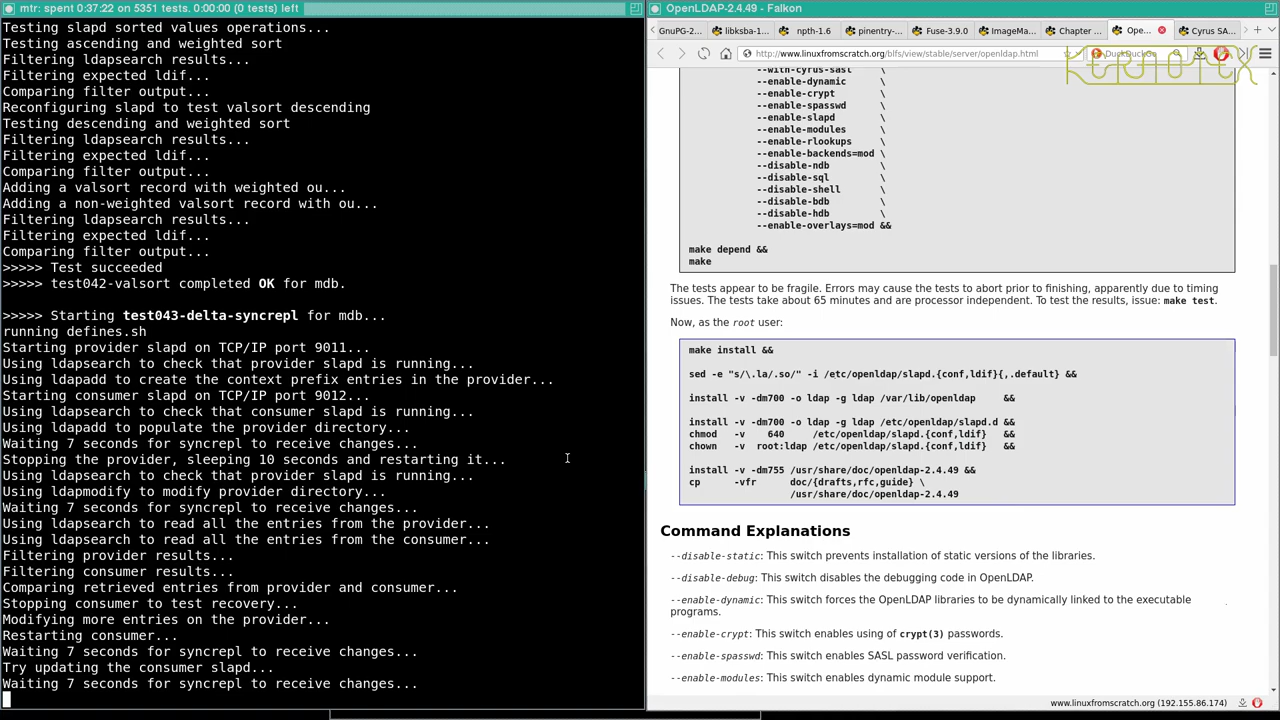 mtr: spent 0:37:22 up on 5351 tests. 0:00:00 (0 tests) left
Testing slapd sorted values operations...
Testing ascending and weighted sort
Filtering ldapsearch results...
Filtering expected ldif...
Comparing filter output...
Reconfiguring slapd to test valsort descending
Testing descending and weighted sort
Filtering ldapsearch results...
Filtering expected ldif...
Comparing filter output...
Adding a valsort record with weighted ou...
Adding a non-weighted valsort record with ou...
Filtering ldapsearch results...
Filtering expected ldif...
Comparing filter output...
>>>>> Test succeeded
>>>>> test042-valsort completed OK for mdb.
>>>>> Starting test043-delta-syncrepl for mdb...
running defines.sh
Starting provider slapd on TCP/IP port 9011...
Using ldapsearch to check that provider slapd is running...
Using ldapadd to create the context prefix entries in the provider...
Starting consumer slapd on TCP/IP port 9012...
Using ldapsearch to check that consumer slapd is running...
Using ldapadd to populate the provider directory...
Waiting 7 seconds for syncrepl to receive changes...
Stopping the provider, sleeping 10 seconds and restarting it...
Using ldapsearch to check that provider slapd is running...
Using ldapmodify to modify provider directory...
Waiting 7 seconds for syncrepl to receive changes...
Using ldapsearch to read all the entries from the provider...
Using ldapsearch to read all the entries from the consumer...
Filtering provider results...
Filtering consumer results...
Comparing retrieved entries from provider and consumer...
Stopping consumer to test recovery...
Modifying more entries on the provider...
Restarting consumer...
Waiting 7 seconds for syncrepl to receive changes...
Try updating the consumer slapd...
Waiting 7 seconds for syncrepl to receive changes...
OpenLDAP-2.4.49 - Falkon
GnuPG-2... libksba-1... npth-1.6 pinentry-... Fuse-3.9.0 ImageMa... Chapter ... Ope... Cyrus SA...
http://www.linuxfromscratch.org/blfs/view/stable/server/openldap.html DuckDuckGo
KERNOTEX
--with-cyrus-sasl \
--enable-dynamic \
--enable-crypt \
--enable-spasswd \
--enable-slapd \
--enable-modules \
--enable-rlookups \
--enable-backends=mod \
--disable-ndb \
--disable-sql \
--disable-shell \
--disable-bdb \
--disable-hdb \
--enable-overlays=mod &&
make depend &&
make
The tests appear to be fragile. Errors may cause the tests to abort prior to finishing, apparently due to timing
issues. The tests take about 65 minutes and are processor independent. To test the results, issue: make test.
Now, as the root user:
make install &&
sed -e "s/\.la/.so/" -i /etc/openldap/slapd.{conf,ldif}{,.default} &&
install -v -dm700 -o ldap -g ldap /var/lib/openldap &&
install -v -dm700 -o ldap -g ldap /etc/openldap/slapd.d &&
chmod -v 640 /etc/openldap/slapd.{conf,ldif} &&
chown -v root:ldap /etc/openldap/slapd.{conf,ldif} &&
install -v -dm755 /usr/share/doc/openldap-2.4.49 &&
cp -vfr doc/{drafts,rfc,guide} \
/usr/share/doc/openldap-2.4.49
Command Explanations
--disable-static: This switch prevents installation of static versions of the libraries.
--disable-debug: This switch disables the debugging code in OpenLDAP.
--enable-dynamic: This switch forces the OpenLDAP libraries to be dynamically linked to the executable
programs.
--enable-crypt: This switch enables using of crypt(3) passwords.
--enable-spasswd: This switch enables SASL password verification.
--enable-modules: This switch enables dynamic module support.
www.linuxfromscratch.org (192.155.86.174)